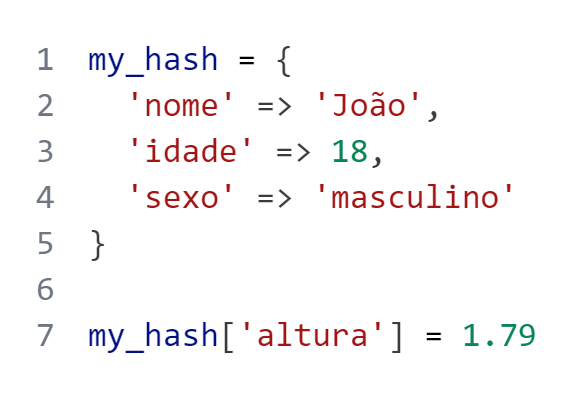 1 my_hash = {
2   'nome' => 'João',
3   'idade' => 18,
4   'sexo' => 'masculino'
5 }
6
7 my_hash['altura'] = 1.79